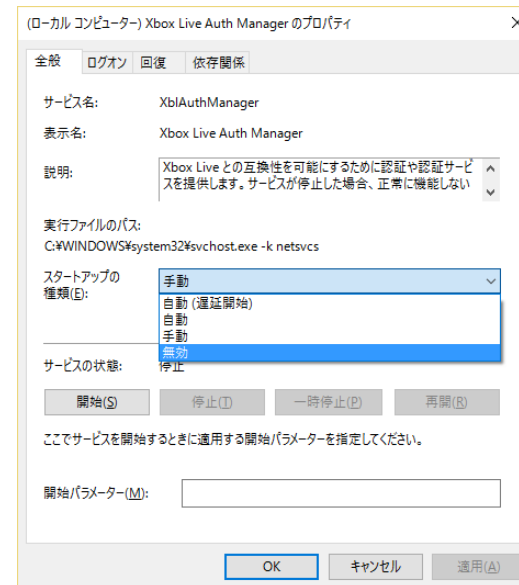 (ローカル コンピューター) Xbox Live Auth Manager のプロパティ
全般 ログオン 回復 依存関係
サービス名: XblAuthManager
表示名: Xbox Live Auth Manager
説明: Xbox Live との互換性を可能にするために認証や認証サービ
スを提供します。サービスが停止した場合、正常に機能しない
実行ファイルのパス:
C:¥WINDOWS¥system32¥svchost.exe -k netsvcs
スタートアップの
種類(E): 手動
自動 (遅延開始)
自動
手動
無効
サービスの状態: 停止
開始(S) 停止(T) 一時停止(P) 再開(R)
ここでサービスを開始するときに適用する開始パラメーターを指定してください。
開始パラメーター(M):
OK キャンセル 適用(A)